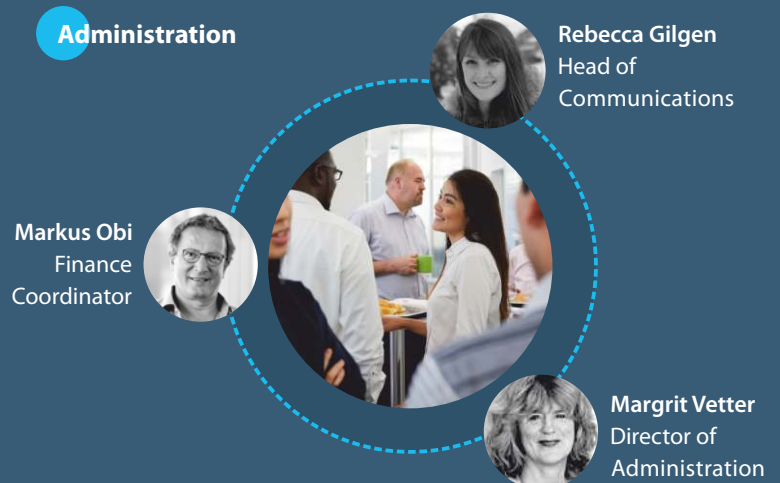 Administration
Rebecca Gilgen
Head of
Communications
Markus Obi
Finance
Coordinator
Margrit Vetter
Director of
Administration